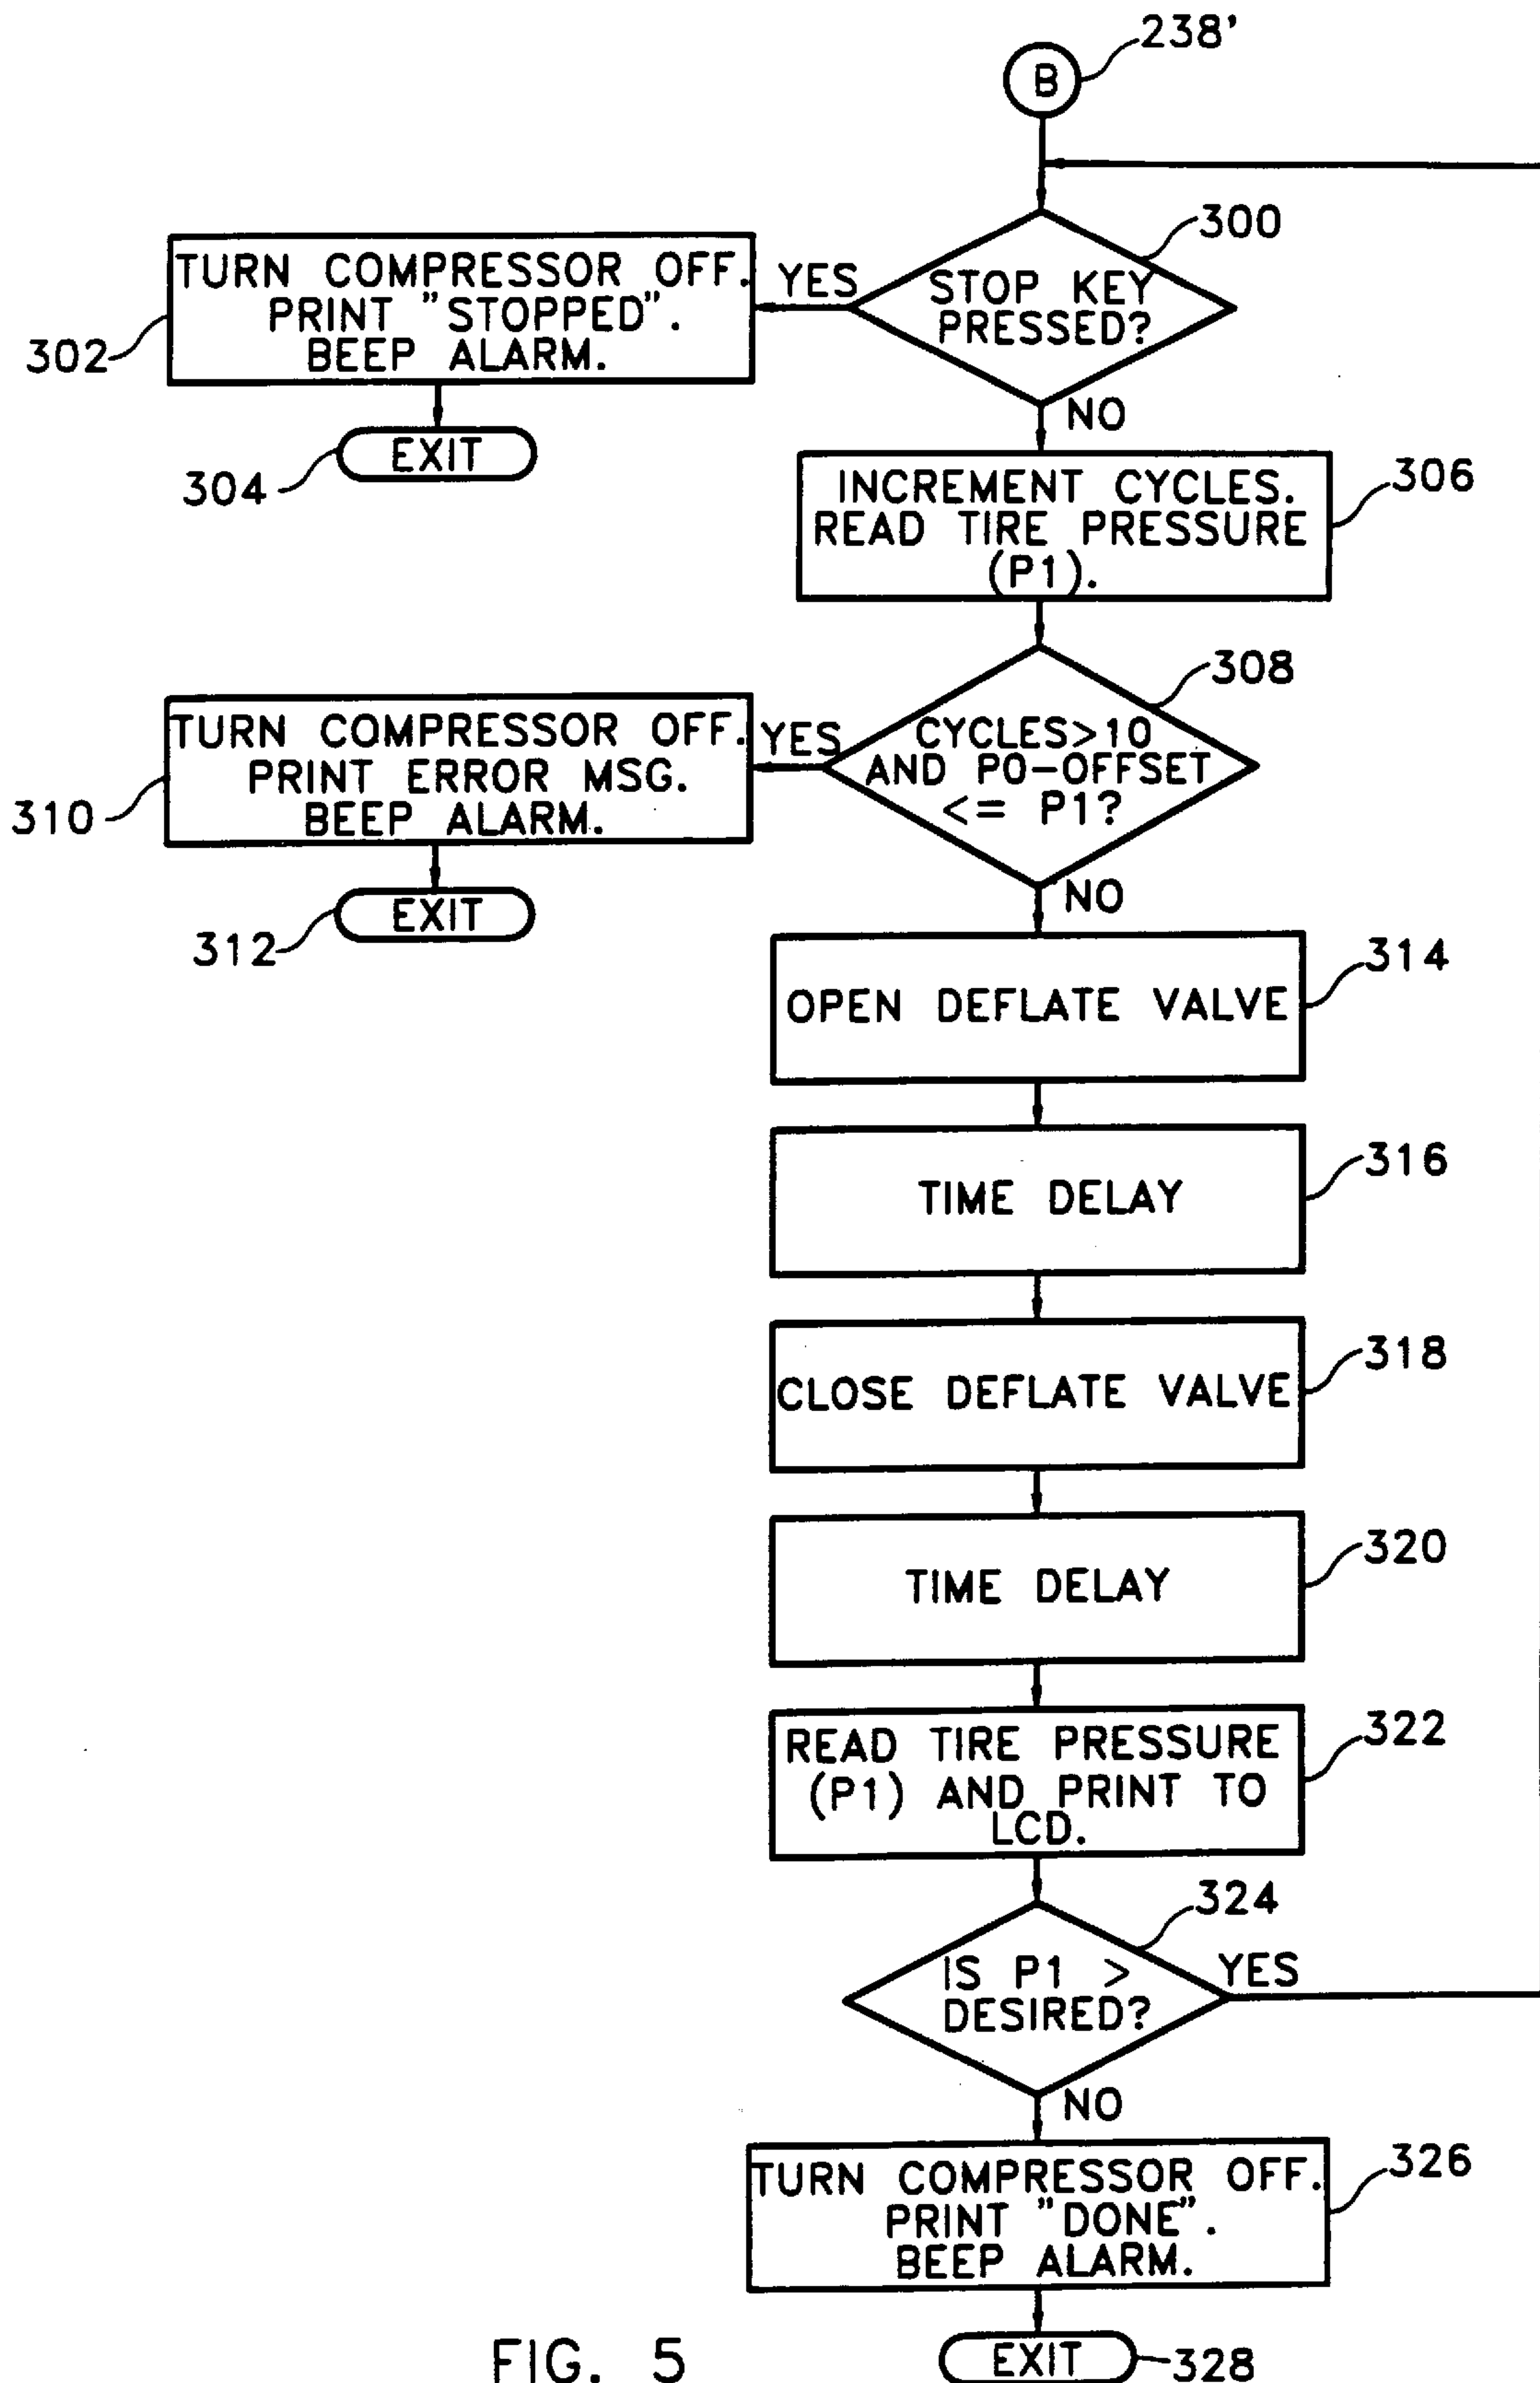 238'
B
300
STOP KEY
PRESSED?
YES
TURN COMPRESSOR OFF.
PRINT "STOPPED".
BEEP ALARM.
302
EXIT
304
NO
INCREMENT CYCLES.
READ TIRE PRESSURE
(P1).
306
308
CYCLES>10
AND PO-OFFSET
<= P1?
YES
TURN COMPRESSOR OFF.
PRINT ERROR MSG.
BEEP ALARM.
310
EXIT
312
NO
OPEN DEFLATE VALVE
314
TIME DELAY
316
CLOSE DEFLATE VALVE
318
TIME DELAY
320
READ TIRE PRESSURE
(P1) AND PRINT TO
LCD.
322
324
IS P1 >
DESIRED?
YES
NO
TURN COMPRESSOR OFF.
PRINT "DONE".
BEEP ALARM.
326
EXIT
328
FIG. 5